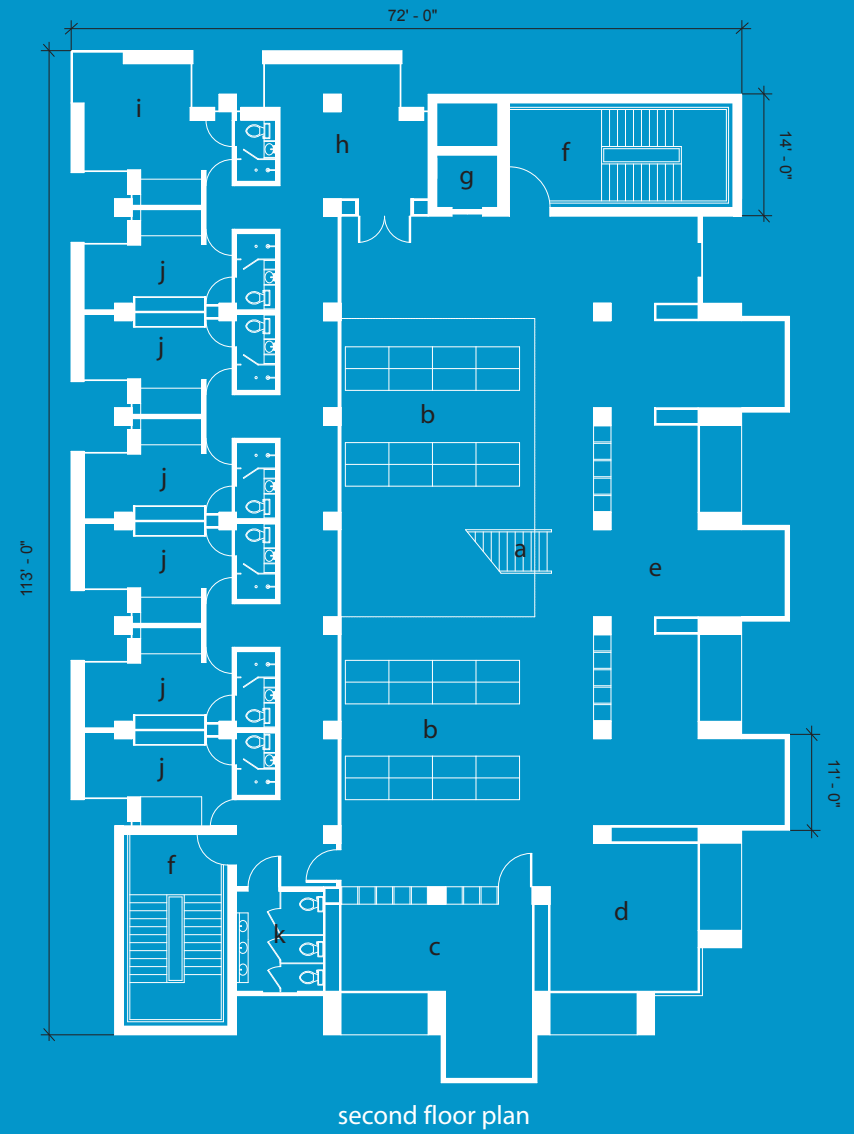 72' - 0"
i
h
f
14' - 0"
g
j
j
b
j
a
113' - 0"
j
e
j
b
j
11' - 0"
f
d
k
c
second floor plan